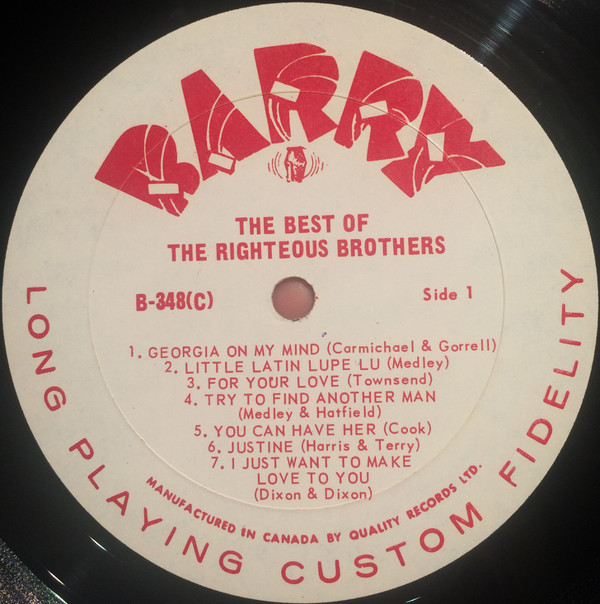 BARRY
THE BEST OF
THE RIGHTEOUS BROTHERS
B-348(C)
Side 1
1. GEORGIA ON MY MIND (Carmichael & Gorrell)
2. LITTLE LATIN LUPE LU (Medley)
3. FOR YOUR LOVE (Townsend)
4. TRY TO FIND ANOTHER MAN
(Medley & Hatfield)
5. YOU CAN HAVE HER (Cook)
6. JUSTINE (Harris & Terry)
7. I JUST WANT TO MAKE
LOVE TO YOU
(Dixon & Dixon)
MANUFACTURED IN CANADA BY QUALITY RECORDS LTD.
LONG PLAYING CUSTOM FIDELITY